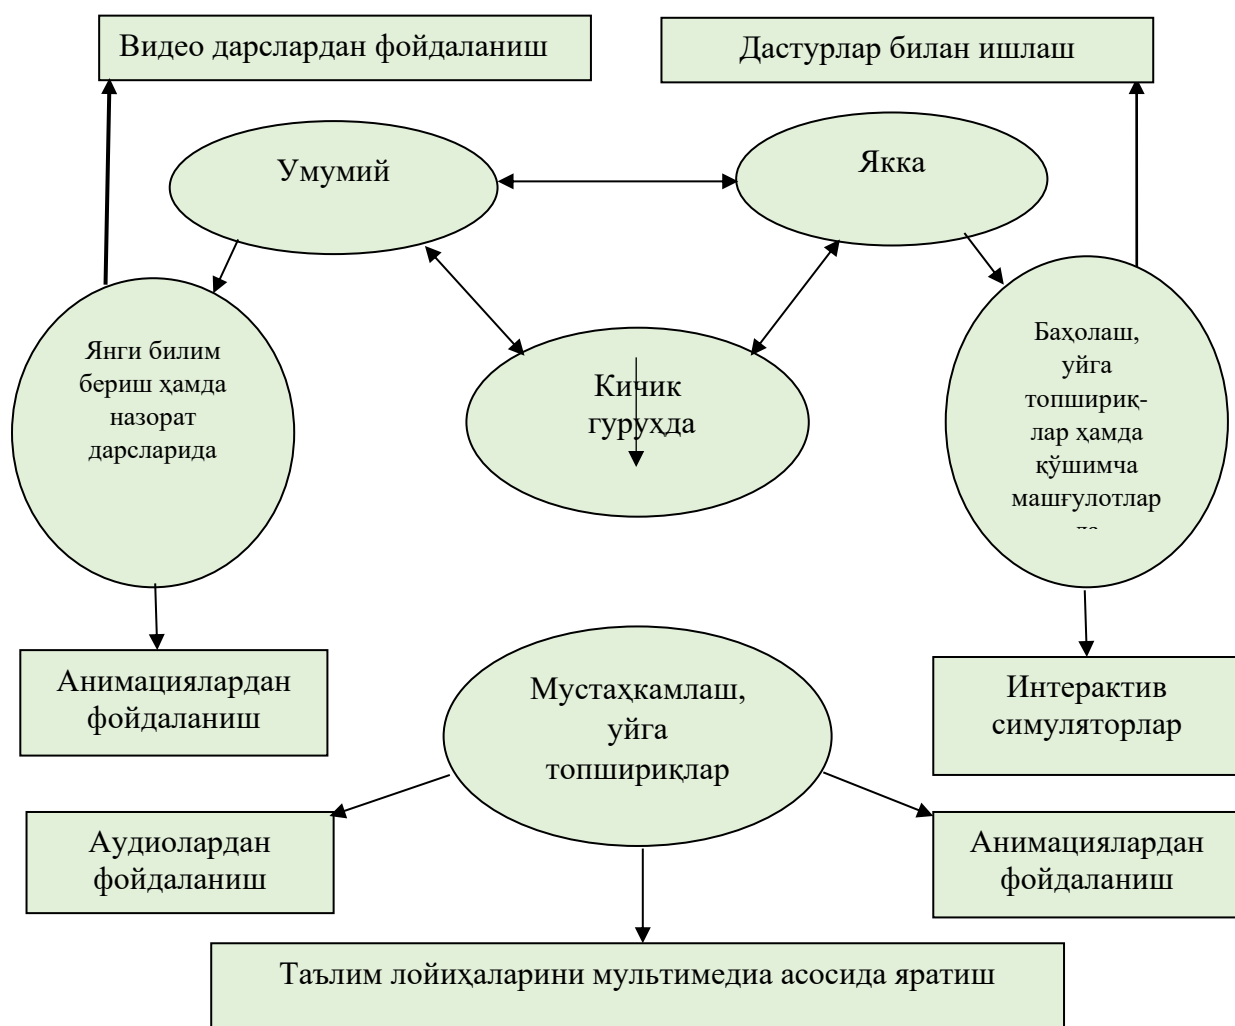 Видео дарслардан фойдаланиш
Дастурлар билан ишлаш
Умумий
Якка
Янги билим
бериш ҳамда
назорат
дарсларида
Кичик
гуруҳда
Баҳолаш,
уйга
топшириқ-
лар ҳамда
қўшимча
машғулотлар
Анимациялардан
фойдаланиш
Мустаҳкамлаш,
уйга
топшириқлар
Интерактив
симуляторлар
Аудиолардан
фойдаланиш
Анимациялардан
фойдаланиш
Таълим лойиҳаларини мультимедиа асосида яратиш